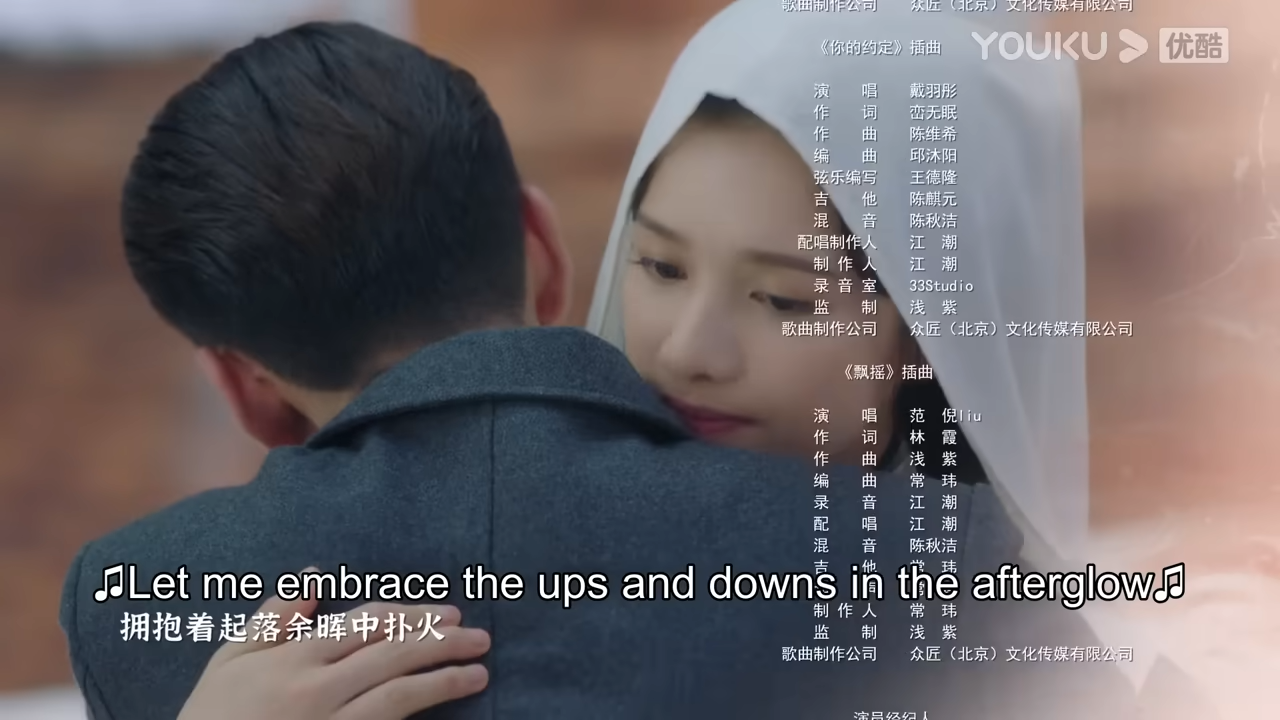 歌曲制作公司 众匠（北京）文化传媒有限公司
YOUKU 优酷
《你的约定》插曲
演 唱 戴羽彤
作 词 峦无眠
作 曲 陈维希
编 曲 邱沐阳
弦乐编写 王德隆
吉 他 陈麒元
混 音 陈秋洁
配唱制作人 江 潮
制 作 人 江 潮
录 音 室 33Studio
监 制 浅 紫
歌曲制作公司 众匠（北京）文化传媒有限公司
《飘摇》插曲
演 唱 范 倪liu
作 词 林 霞
作 曲 浅 紫
编 曲 常 玮
录 音 江 潮
配 唱 江 潮
混 音 陈秋洁
吉 他 常 玮
♫Let me embrace the ups and downs in the afterglow♫
制 作 人 常 玮
拥抱着起落余晖中扑火
监 制 浅 紫
歌曲制作公司 众匠（北京）文化传媒有限公司
演员经纪人